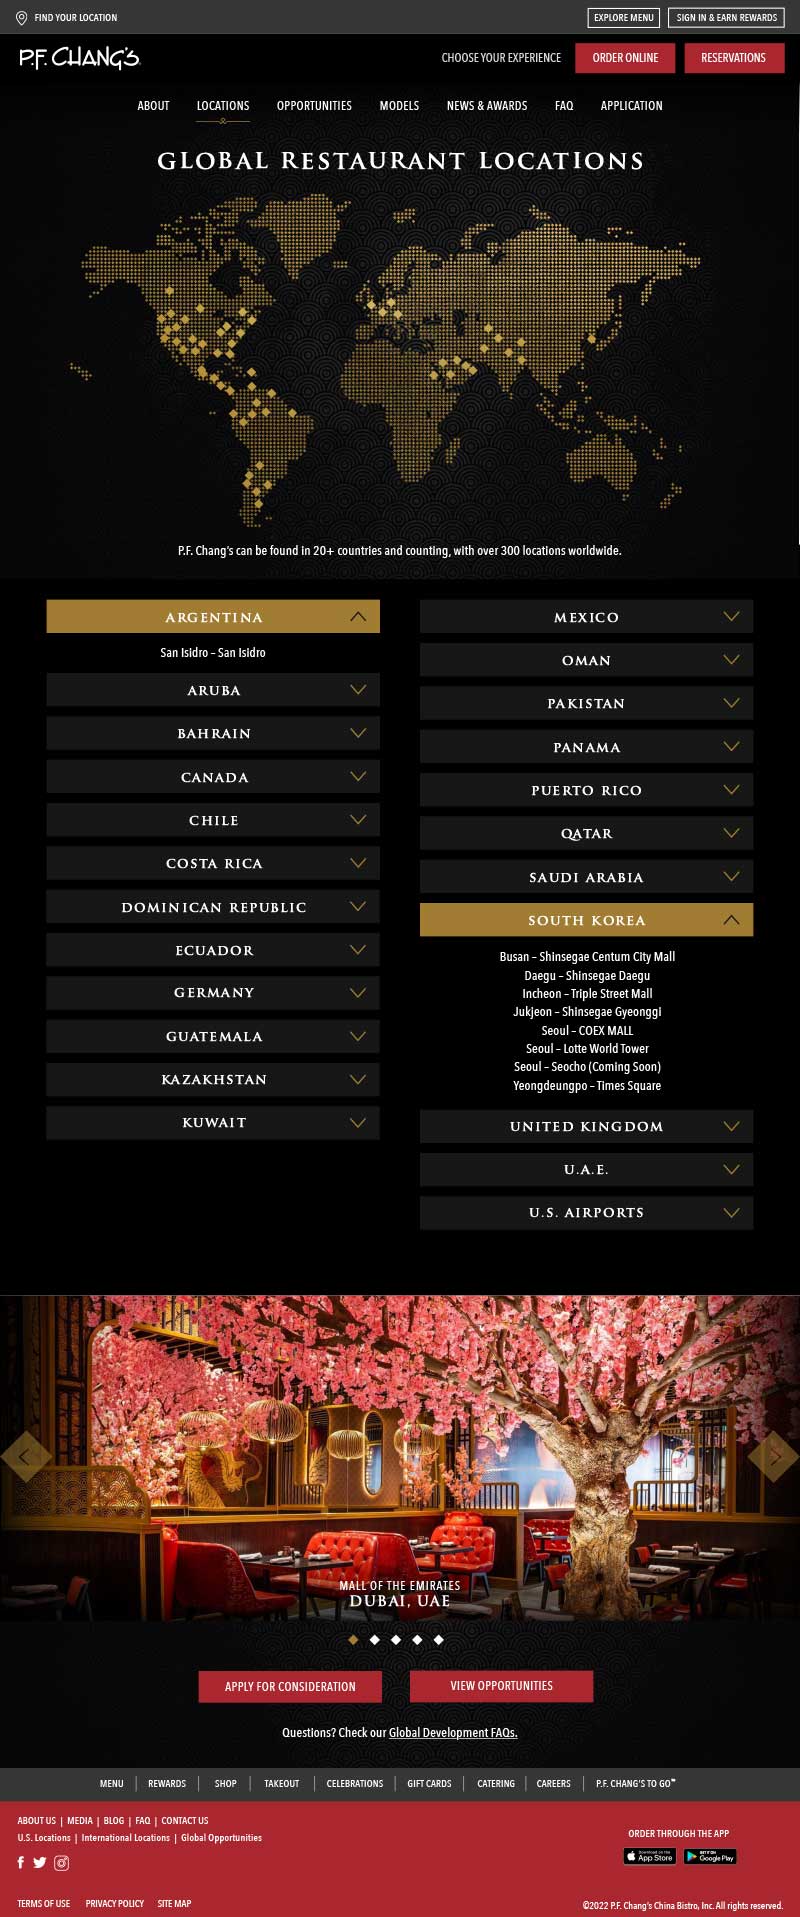 FIND YOUR LOCATION
EXPLORE MENU
SIGN IN & EARN REWARDS
P.F. CHANG'S
CHOOSE YOUR EXPERIENCE
ORDER ONLINE
RESERVATIONS
ABOUT LOCATIONS OPPORTUNITIES MODELS NEWS & AWARDS FAQ APPLICATION
GLOBAL RESTAURANT LOCATIONS
P.F. Chang's can be found in 20+ countries and counting, with over 300 locations worldwide.
ARGENTINA
San Isidro – San Isidro
ARUBA
BAHRAIN
CANADA
CHILE
COSTA RICA
DOMINICAN REPUBLIC
ECUADOR
GERMANY
GUATEMALA
KAZAKHSTAN
KUWAIT
MEXICO
OMAN
PAKISTAN
PANAMA
PUERTO RICO
QATAR
SAUDI ARABIA
SOUTH KOREA
Busan – Shinsegae Centum City Mall
Daegu – Shinsegae Daegu
Incheon – Triple Street Mall
Jukjeon – Shinsegae Gyeonggi
Seoul – COEX MALL
Seoul – Lotte World Tower
Seoul – Seocho (Coming Soon)
Yeongdeungpo – Times Square
UNITED KINGDOM
U.A.E.
U.S. AIRPORTS
MALL OF THE EMIRATES
DUBAI, UAE
APPLY FOR CONSIDERATION
VIEW OPPORTUNITIES
Questions? Check our Global Development FAQs.
MENU | REWARDS | SHOP | TAKEOUT | CELEBRATIONS | GIFT CARDS | CATERING | CAREERS | P.F. CHANG'S TO GO℠
ABOUT US | MEDIA | BLOG | FAQ | CONTACT US
U.S. Locations | International Locations | Global Opportunities
ORDER THROUGH THE APP
Download on the
App Store
GET IT ON
Google Play
TERMS OF USE PRIVACY POLICY SITE MAP
©2022 P.F. Chang's China Bistro, Inc. All rights reserved.